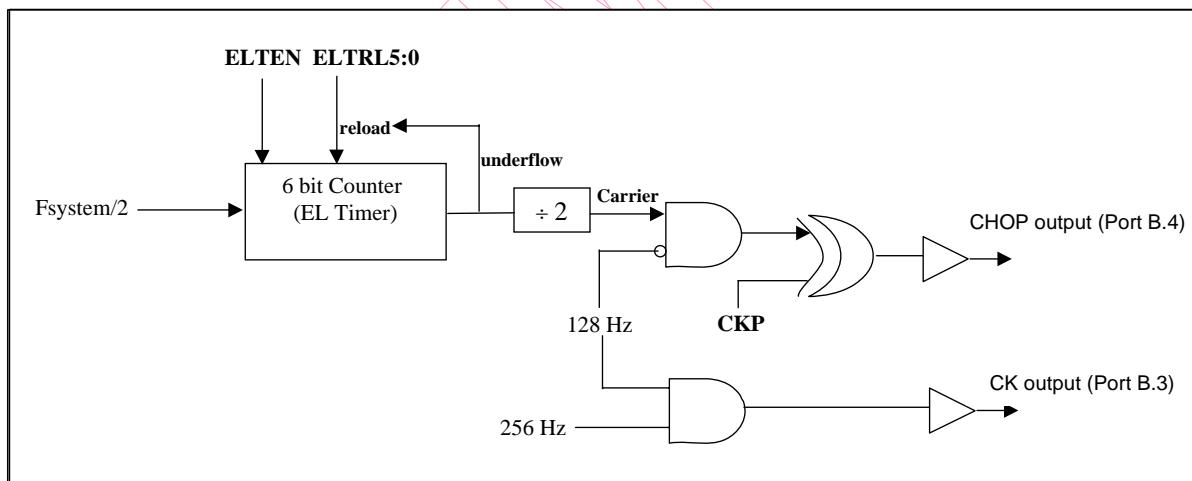 ELTEN ELTRL5:0
reload
underflow
6 bit Counter
(EL Timer)
Fsystem/2
÷ 2
Carrier
CHOP output (Port B.4)
128 Hz
CKP
CK output (Port B.3)
256 Hz